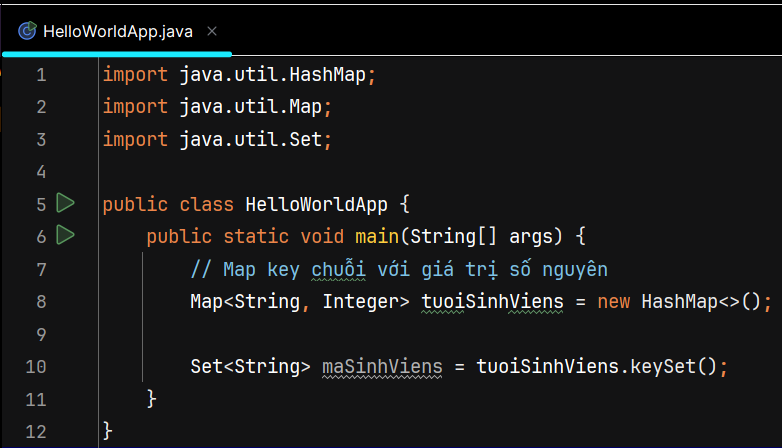 HelloWorldApp.java ×
1 import java.util.HashMap;
2 import java.util.Map;
3 import java.util.Set;
4
5 public class HelloWorldApp {
6 public static void main(String[] args) {
7 // Map key chuỗi với giá trị số nguyên
8 Map<String, Integer> tuoiSinhViens = new HashMap<>();
9
10 Set<String> maSinhViens = tuoiSinhViens.keySet();
11 }
12 }